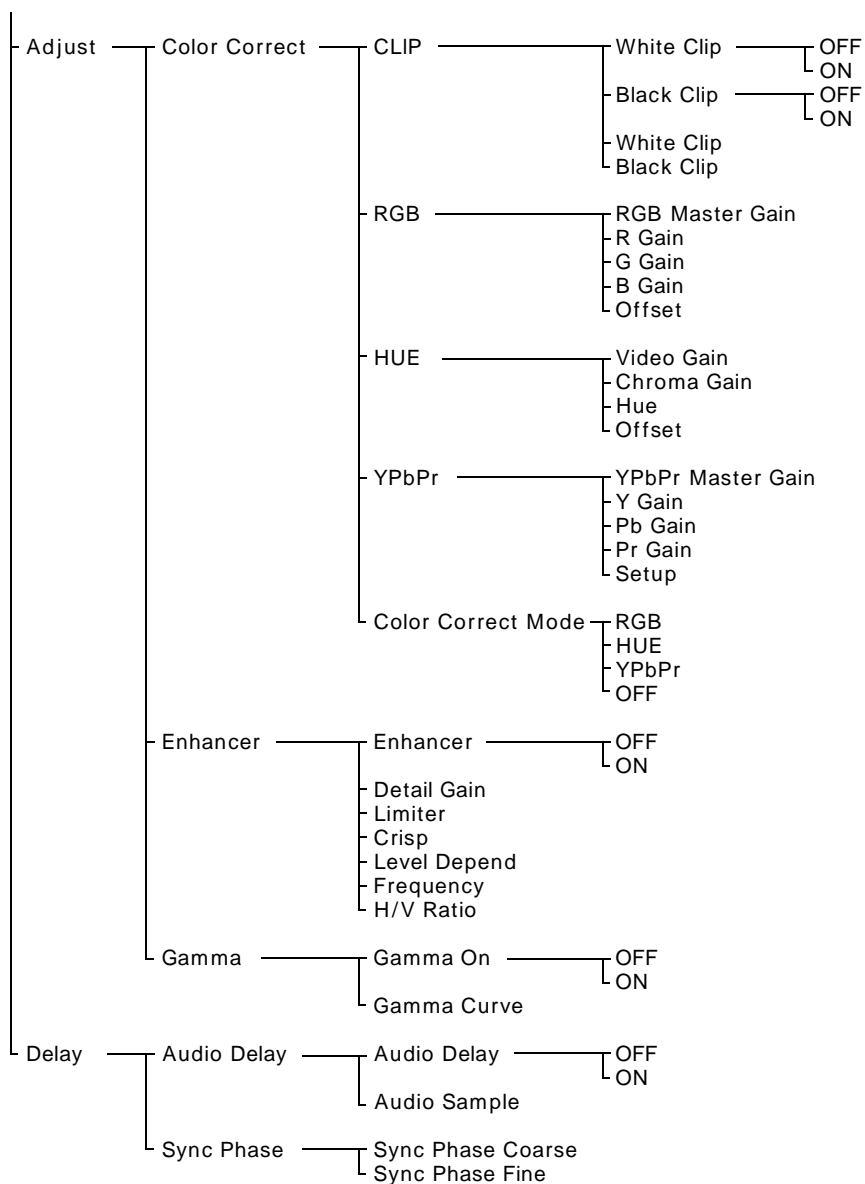 Adjust Color Correct CLIP White Clip OFF
ON
Black Clip OFF
ON
White Clip
Black Clip
RGB RGB Master Gain
R Gain
G Gain
B Gain
Offset
HUE Video Gain
Chroma Gain
Hue
Offset
YPbPr YPbPr Master Gain
Y Gain
Pb Gain
Pr Gain
Setup
Color Correct Mode RGB
HUE
YPbPr
OFF
Enhancer Enhancer OFF
ON
Detail Gain
Limiter
Crisp
Level Depend
Frequency
H/V Ratio
Gamma Gamma On OFF
ON
Gamma Curve
Delay Audio Delay Audio Delay OFF
ON
Audio Sample
Sync Phase Sync Phase Coarse
Sync Phase Fine